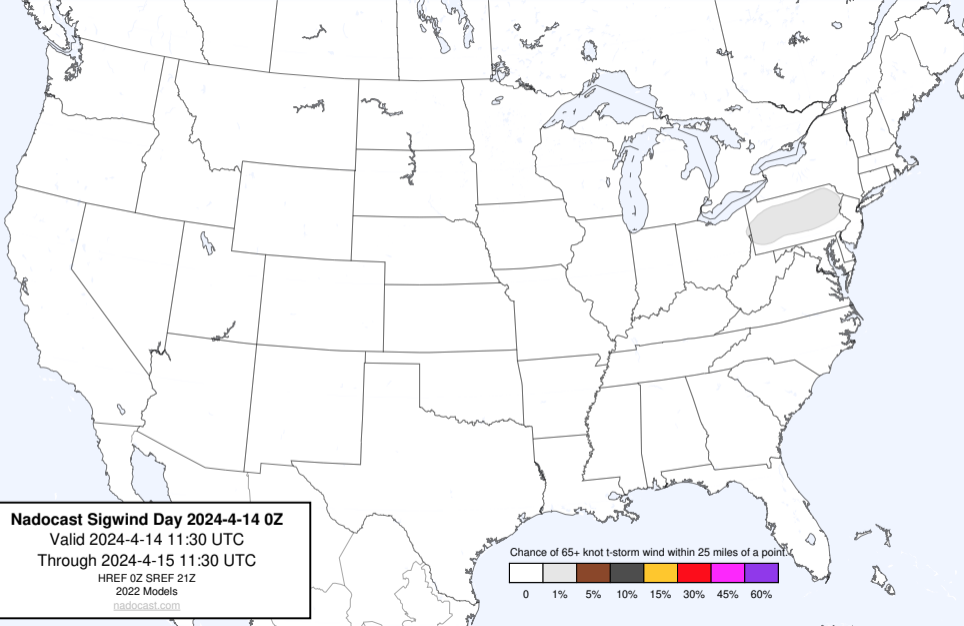 Nadocast Sigwind Day 2024-4-14 0Z
Valid 2024-4-14 11:30 UTC
Through 2024-4-15 11:30 UTC
HREF 0Z SREF 21Z
2022 Models
nadocast.com
Chance of 65+ knot t-storm wind within 25 miles of a point.
0 1% 5% 10% 15% 30% 45% 60%